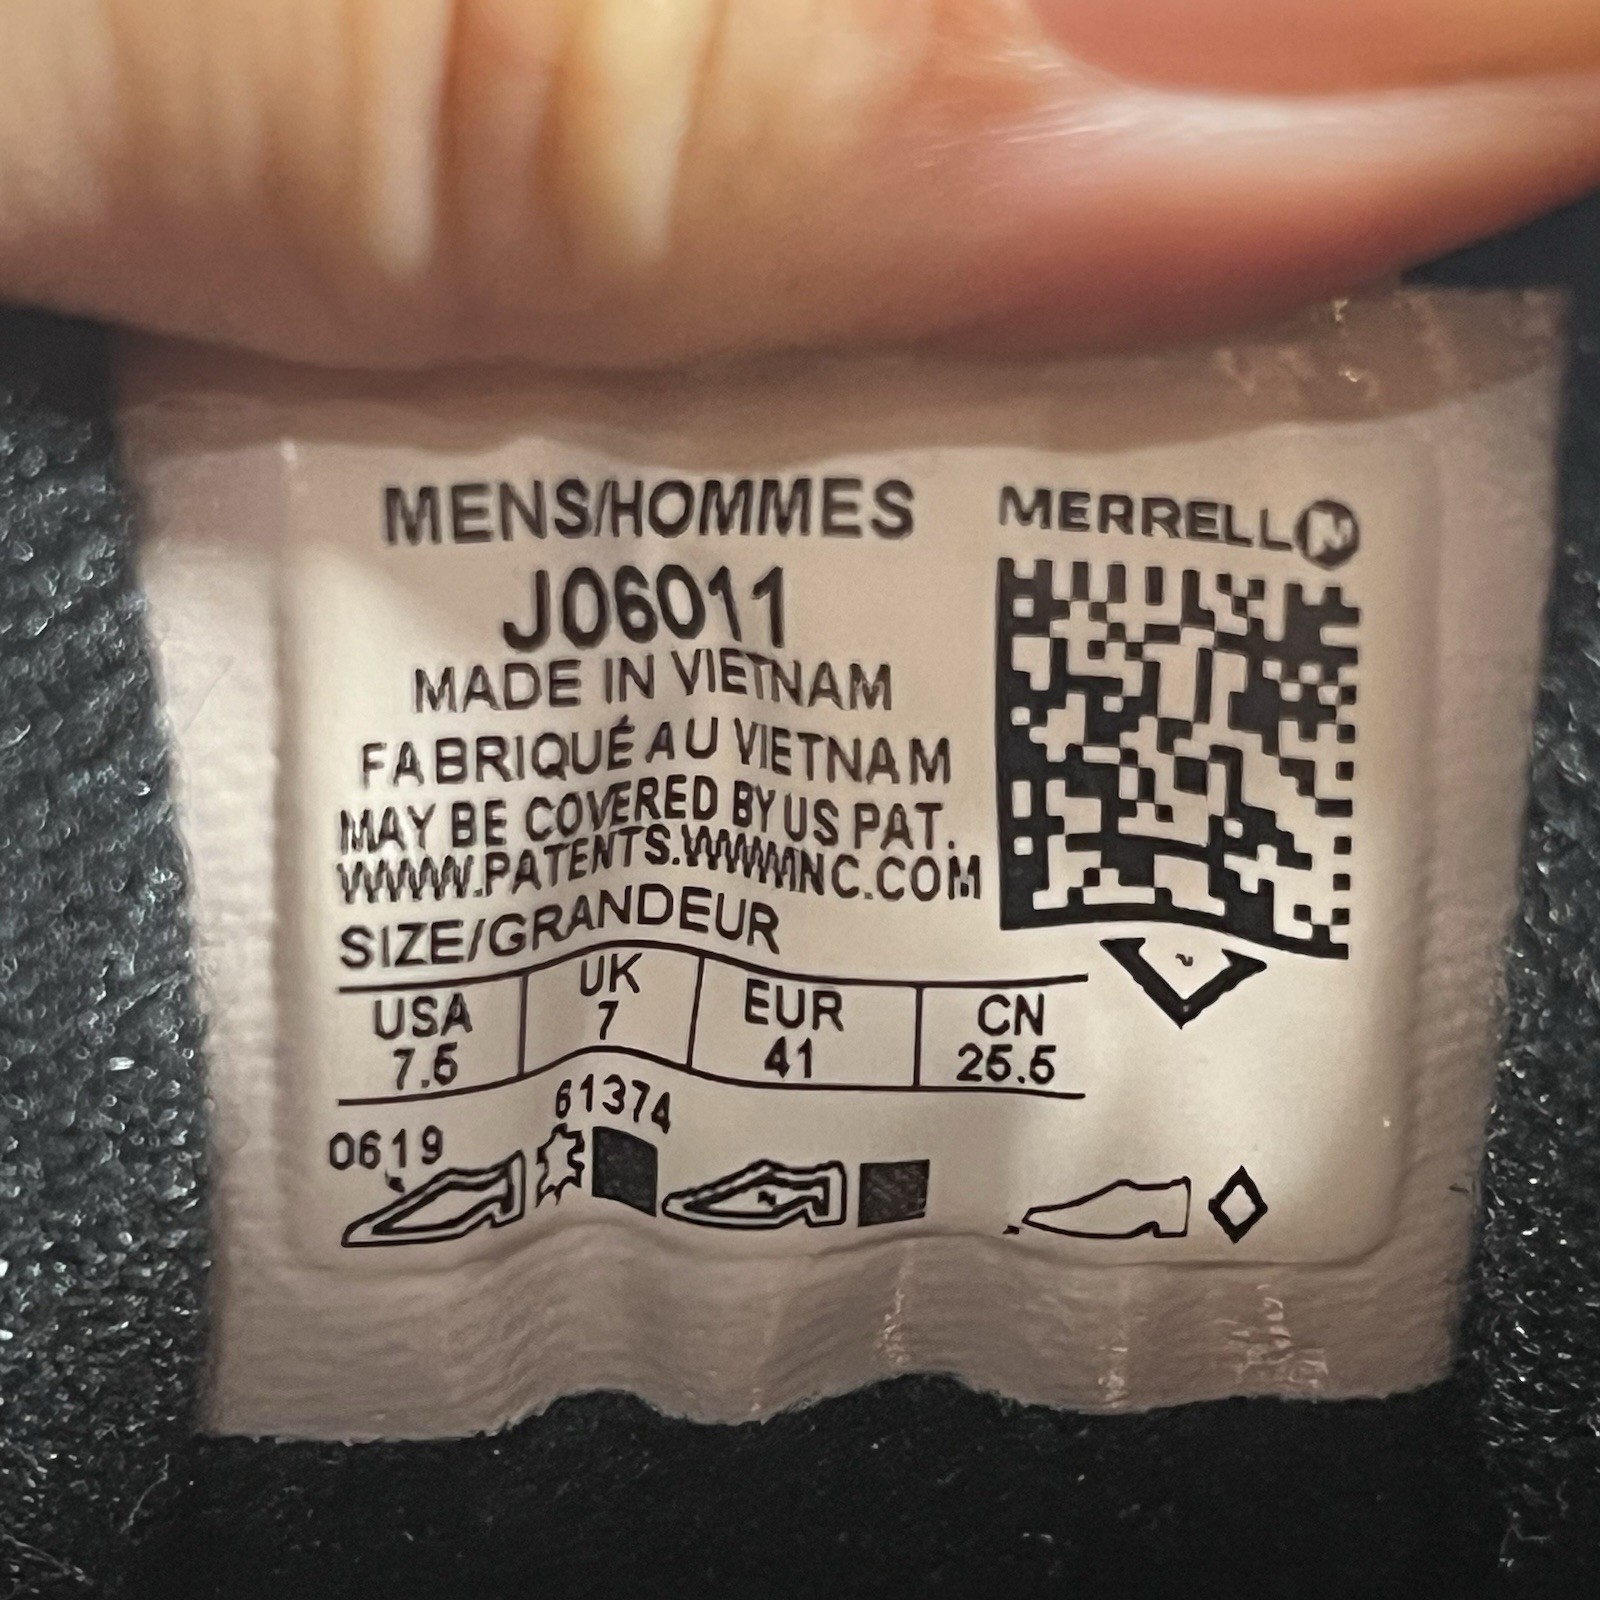 MENS/HOMMES
MERRELL
J06011
MADE IN VIETNAM
FABRIQUÉ AU VIETNAM
MAY BE COVERED BY US PAT.
WWW.PATENTS.WWWINC.COM
SIZE/GRANDEUR
USA UK EUR CN
7.5 7 41 25.5
61374
0619